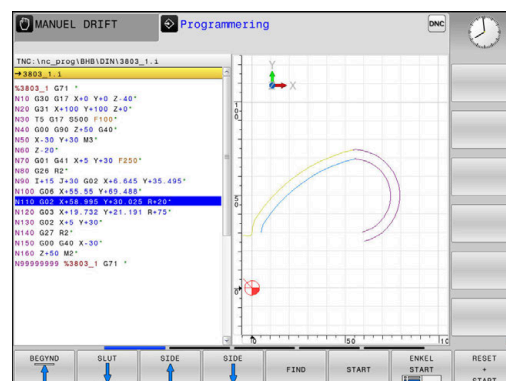 MANUEL DRIFT
Programmering
DNC
TNC:\nc_prog\BHB\DIN\3803_1.i
→3803_1.i
%3803_1 G71 *
N10 G30 G17 X+0 Y+0 Z-40*
N20 G31 X+100 Y+100 Z+0*
N30 T5 G17 S500 F100*
N40 G00 G90 Z+50 G40*
N50 X-30 Y+30 M3*
N60 Z-20*
N70 G01 G41 X+5 Y+30 F250*
N80 G26 R2*
N90 I+15 J+30 G02 X+6.645 Y+35.495*
N100 G06 X+55.55 Y+69.488*
N110 G02 X+58.995 Y+30.025 R+20*
N120 G03 X+19.732 Y+21.191 R+75*
N130 G02 X+5 Y+30*
N140 G27 R2*
N150 G00 G40 X-30*
N160 Z+50 M2*
N99999999 %3803_1 G71 *
Y
X
100
50
0
0
50
10
BEGYND
SLUT
SIDE
SIDE
FIND
START
ENKEL
START
RESET
+
START